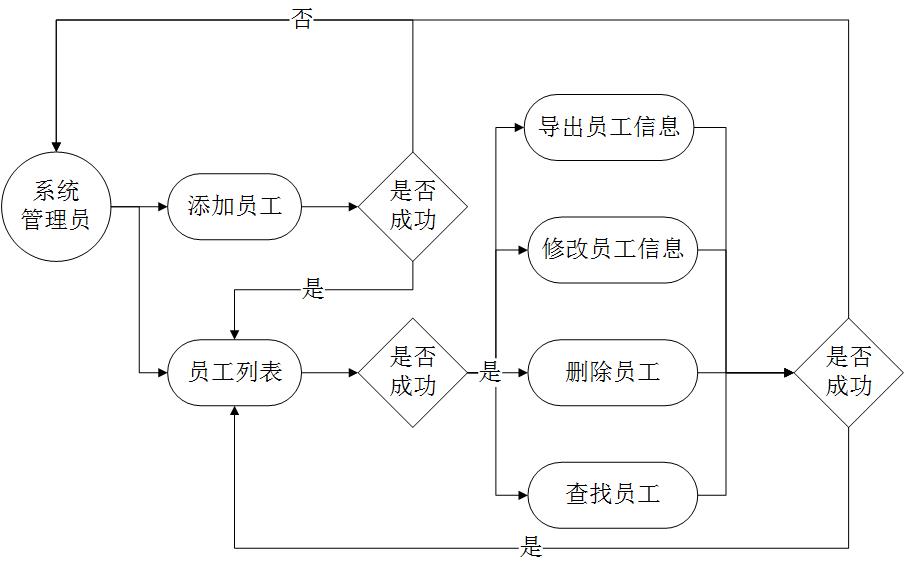 否
导出员工信息
系统
管理员
添加员工
是否
成功
修改员工信息
是
员工列表
是否
成功
是
删除员工
是否
成功
查找员工
是